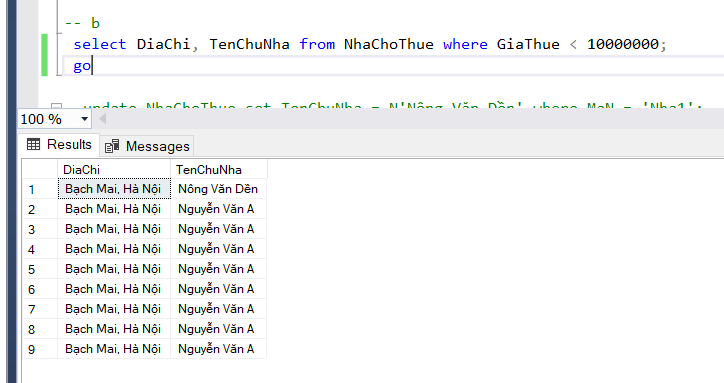 -- b
select DiaChi, TenChuNha from NhaChoThue where GiaThue < 10000000;
go
update NhaChoThue set TenChuNha = N'Nông Văn Dền' where MaN = 'Nha1';
100 %
Results Messages
DiaChi TenChuNha
1 Bạch Mai, Hà Nội Nông Văn Dền
2 Bạch Mai, Hà Nội Nguyễn Văn A
3 Bạch Mai, Hà Nội Nguyễn Văn A
4 Bạch Mai, Hà Nội Nguyễn Văn A
5 Bạch Mai, Hà Nội Nguyễn Văn A
6 Bạch Mai, Hà Nội Nguyễn Văn A
7 Bạch Mai, Hà Nội Nguyễn Văn A
8 Bạch Mai, Hà Nội Nguyễn Văn A
9 Bạch Mai, Hà Nội Nguyễn Văn A